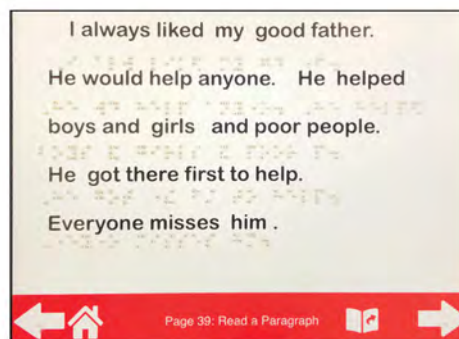 I always liked my good father.
He would help anyone. He helped
boys and girls and poor people.
He got there first to help.
Everyone misses him .
Page 39: Read a Paragraph